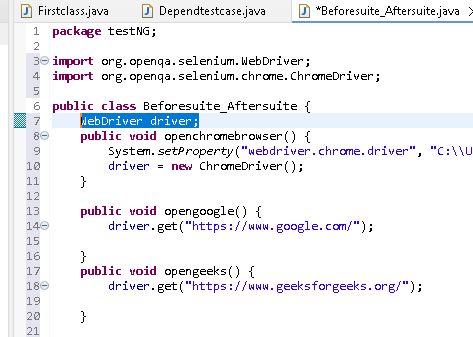 Firstclass.java Dependtestcase.java *Beforesuite_Aftersuite.java
1 package testNG;
2
3 import org.openqa.selenium.WebDriver;
4 import org.openqa.selenium.chrome.ChromeDriver;
5
6 public class Beforesuite_Aftersuite {
7 WebDriver driver;
8 public void openchromebrowser() {
9 System.setProperty("webdriver.chrome.driver", "C:\\U
10 driver = new ChromeDriver();
11 }
12
13 public void opengoogle() {
14 driver.get("https://www.google.com/");
15
16 }
17 public void opengeeks() {
18 driver.get("https://www.geeksforgeeks.org/");
19
20 }
21